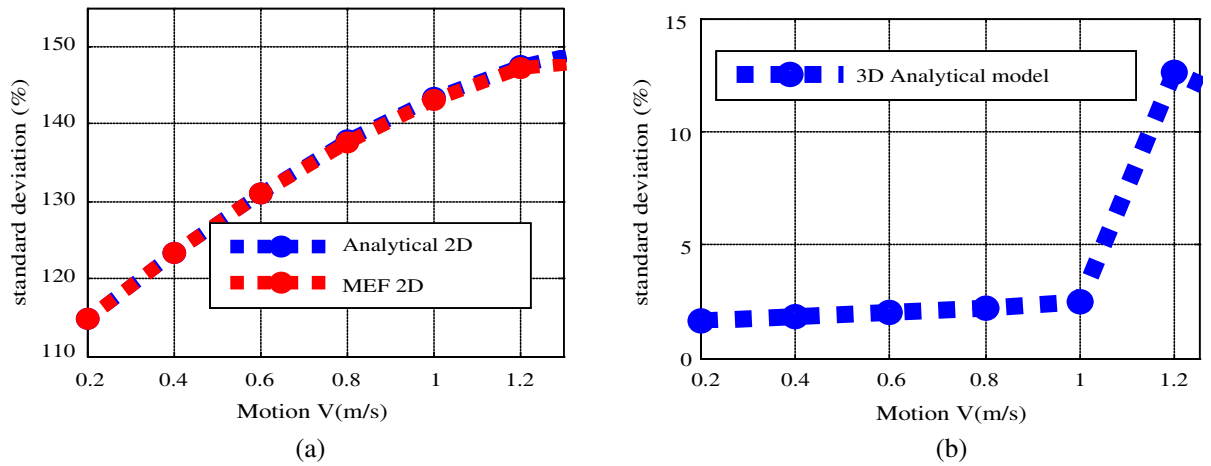 150
140
130
120
110
standard deviation (%)
Analytical 2D
MEF 2D
0.2 0.4 0.6 0.8 1 1.2
Motion V(m/s)
(a)
15
10
5
0
standard deviation (%)
3D Analytical model
0.2 0.4 0.6 0.8 1 1.2
Motion V(m/s)
(b)